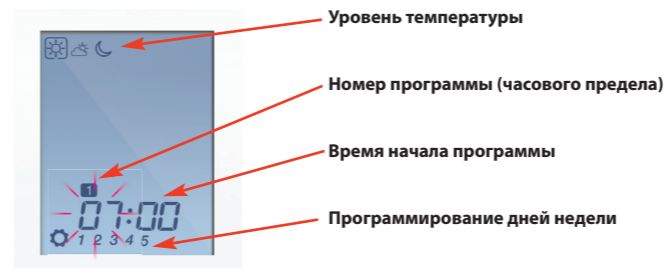 Уровень температуры
Номер программы (часового предела)
1
Время начала программы
07:00
Программирование дней недели
1 2 3 4 5